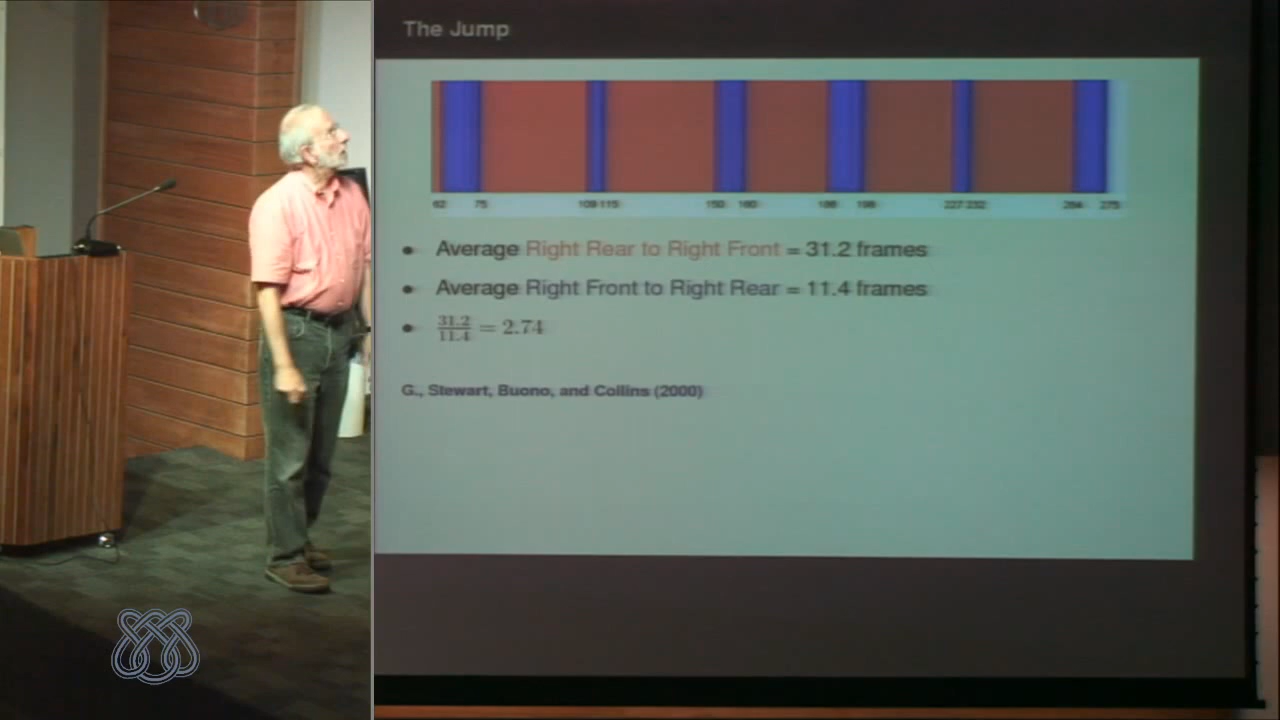 The Jump
62 75 109 115 150 160 186 196 227 232 264 275
• Average Right Rear to Right Front = 31.2 frames
• Average Right Front to Right Rear = 11.4 frames
• 31.2/11.4 = 2.74
G., Stewart, Buono, and Collins (2000)